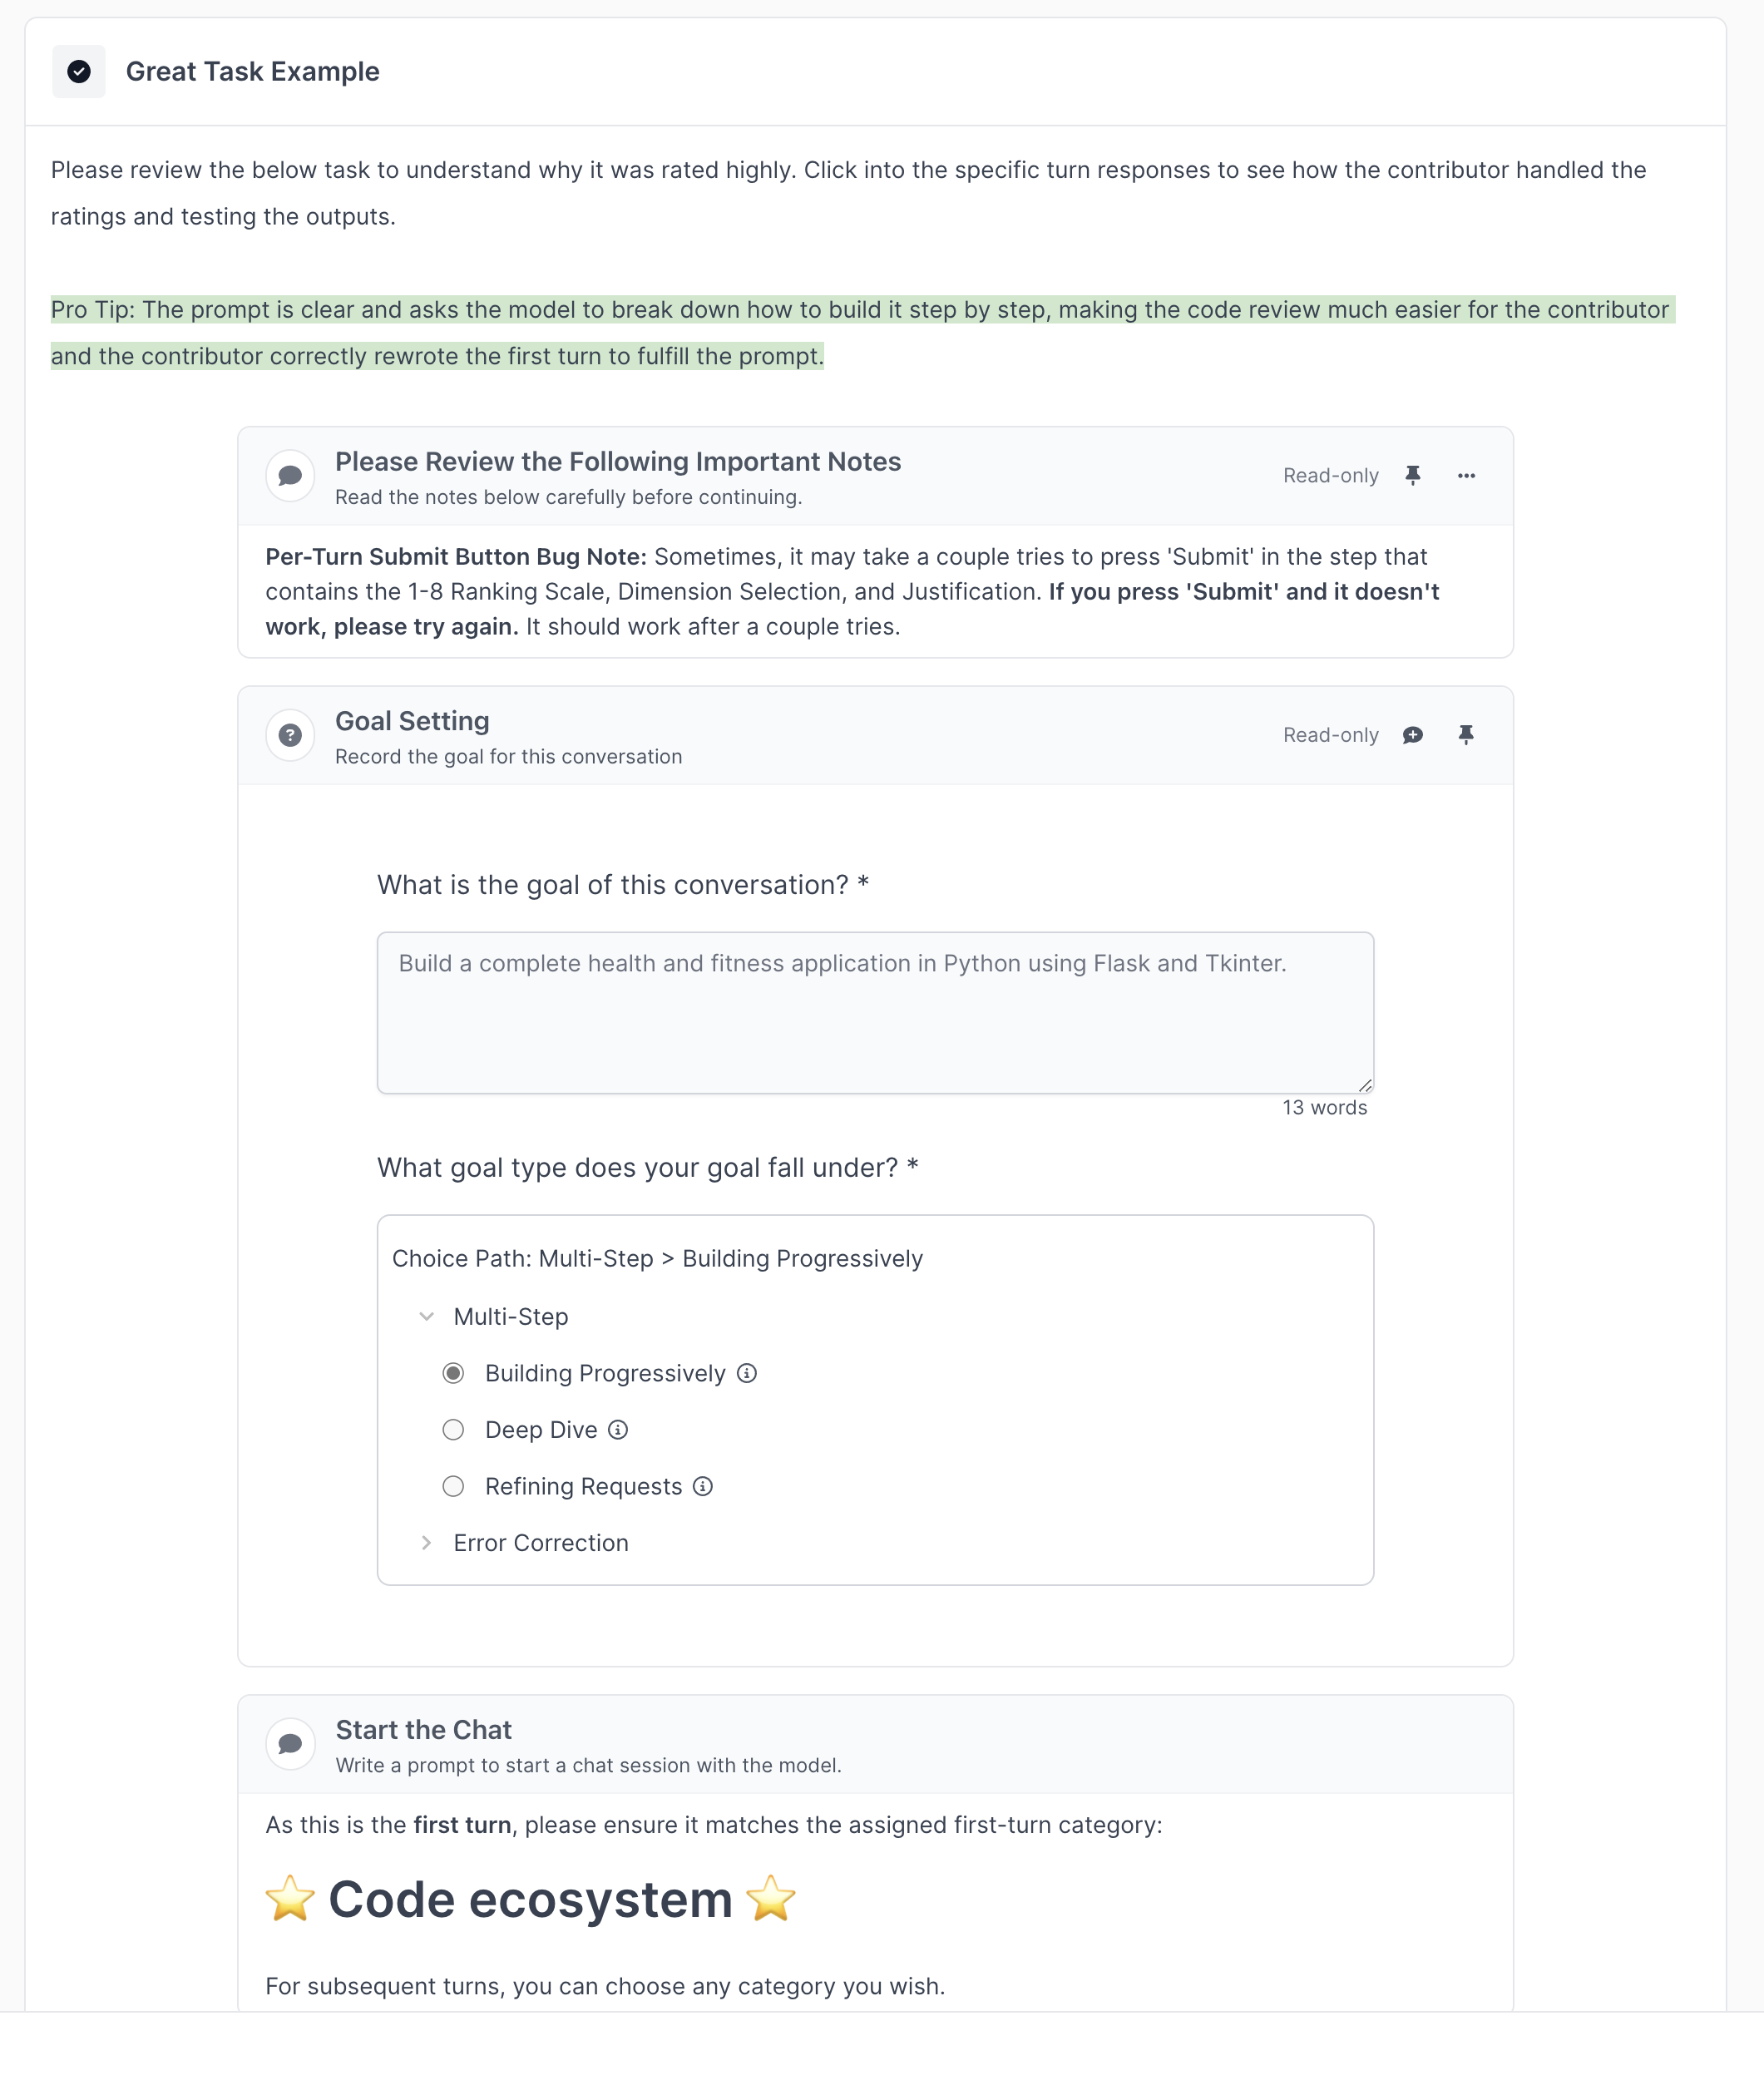 Great Task Example
Please review the below task to understand why it was rated highly. Click into the specific turn responses to see how the contributor handled the
ratings and testing the outputs.
Pro Tip: The prompt is clear and asks the model to break down how to build it step by step, making the code review much easier for the contributor
and the contributor correctly rewrote the first turn to fulfill the prompt.
Please Review the Following Important Notes
Read-only
Read the notes below carefully before continuing.
Per-Turn Submit Button Bug Note: Sometimes, it may take a couple tries to press 'Submit' in the step that
contains the 1-8 Ranking Scale, Dimension Selection, and Justification. If you press 'Submit' and it doesn't
work, please try again. It should work after a couple tries.
Goal Setting
Read-only
Record the goal for this conversation
What is the goal of this conversation? *
Build a complete health and fitness application in Python using Flask and Tkinter.
13 words
What goal type does your goal fall under? *
Choice Path: Multi-Step > Building Progressively
Multi-Step
Building Progressively
Deep Dive
Refining Requests
Error Correction
Start the Chat
Write a prompt to start a chat session with the model.
As this is the first turn, please ensure it matches the assigned first-turn category:
⭐ Code ecosystem ⭐
For subsequent turns, you can choose any category you wish.